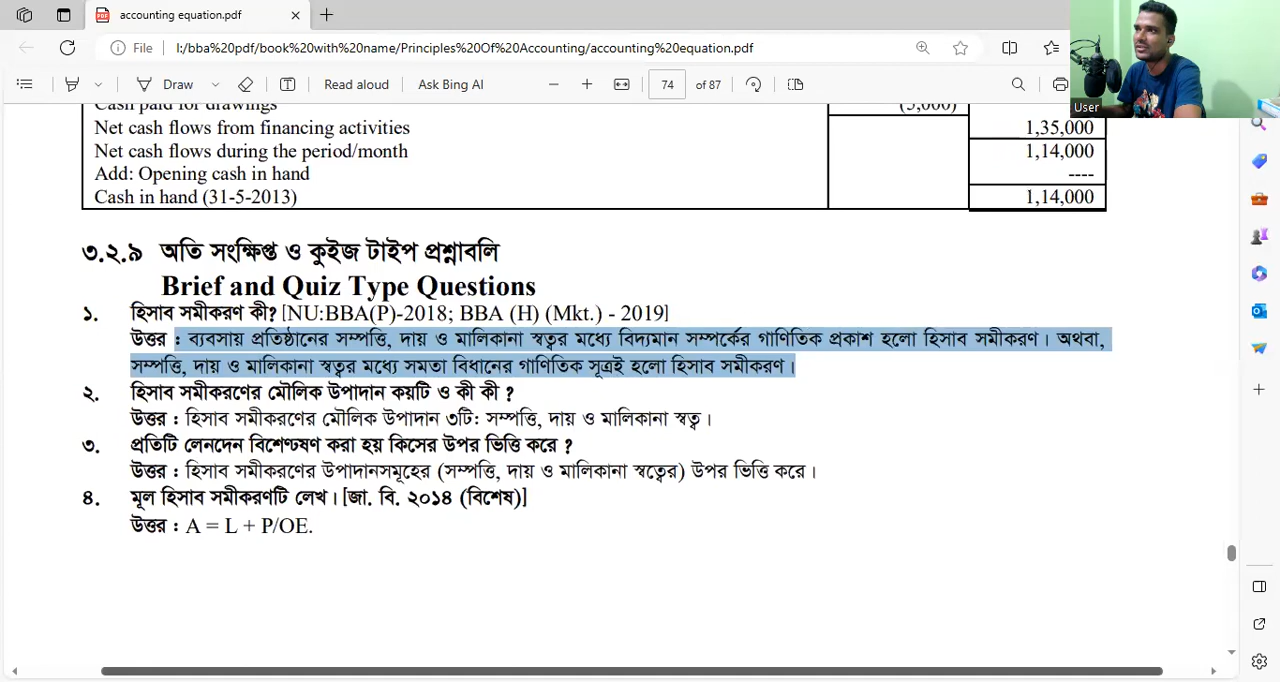 accounting equation.pdf
File
I:/bba%20pdf/book%20with%20name/Principles%20Of%20Accounting/accounting%20equation.pdf
Draw
Read aloud
Ask Bing AI
74 of 87
User
Cash paid for drawings (5,000)
Net cash flows from financing activities 1,35,000
Net cash flows during the period/month 1,14,000
Add: Opening cash in hand ----
Cash in hand (31-5-2013) 1,14,000
৩.২.৯ অতি সংক্ষিপ্ত ও কুইজ টাইপ প্রশ্নাবলি
Brief and Quiz Type Questions
১. হিসাব সমীকরণ কী? [NU:BBA(P)-2018; BBA (H) (Mkt.) - 2019]
উত্তর : ব্যবসায় প্রতিষ্ঠানের সম্পত্তি, দায় ও মালিকানা স্বত্বর মধ্যে বিদ্যমান সম্পর্কের গাণিতিক প্রকাশ হলো হিসাব সমীকরণ। অথবা,
সম্পত্তি, দায় ও মালিকানা স্বত্বর মধ্যে সমতা বিধানের গাণিতিক সূত্রই হলো হিসাব সমীকরণ।
২. হিসাব সমীকরণের মৌলিক উপাদান কয়টি ও কী কী ?
উত্তর : হিসাব সমীকরণের মৌলিক উপাদান ৩টি: সম্পত্তি, দায় ও মালিকানা স্বত্ব।
৩. প্রতিটি লেনদেন বিশেণ্টষণ করা হয় কিসের উপর ভিত্তি করে ?
উত্তর : হিসাব সমীকরণের উপাদানসমূহের (সম্পত্তি, দায় ও মালিকানা স্বত্বের) উপর ভিত্তি করে।
৪. মূল হিসাব সমীকরণটি লেখ। [জা. বি. ২০১৪ (বিশেষ)]
উত্তর : A = L + P/OE.